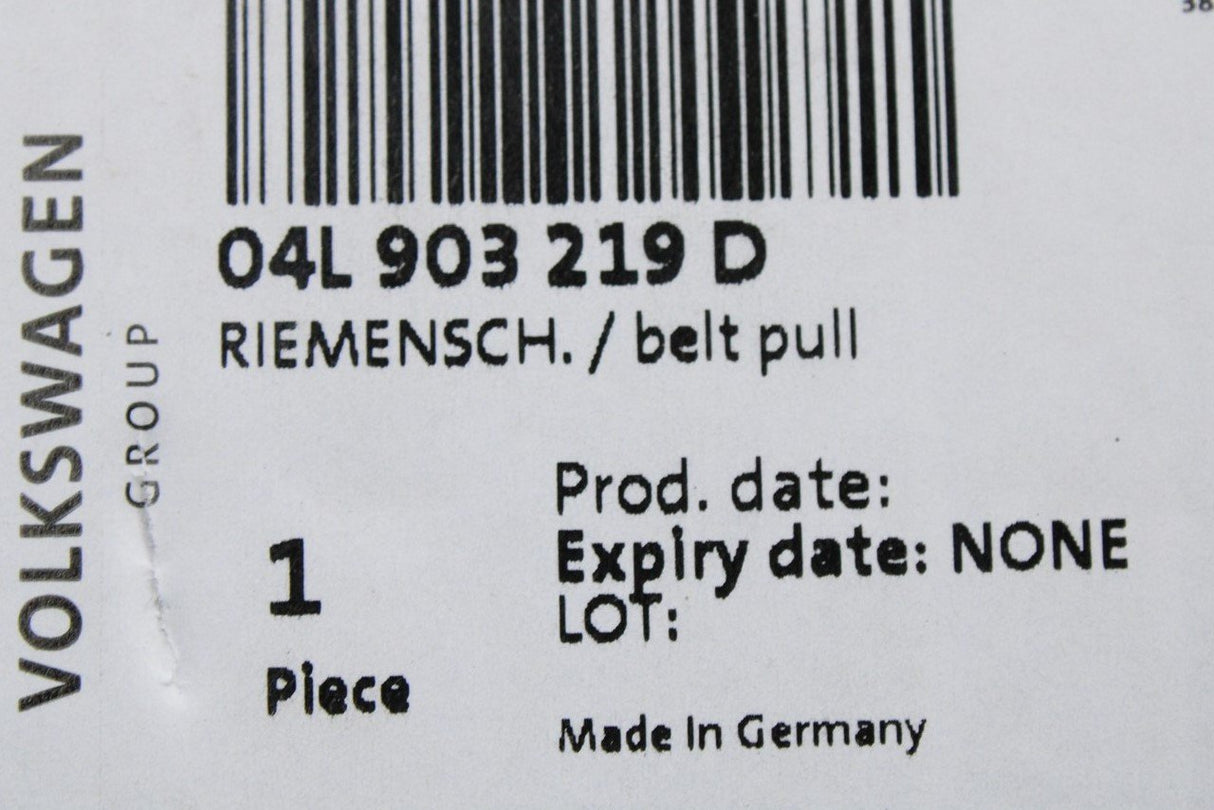 04L 903 219 D
RIEMENSCH. / belt pull
VOLKSWAGEN
GROUP
Prod. date:
Expiry date: NONE
LOT:
1
Piece
Made In Germany